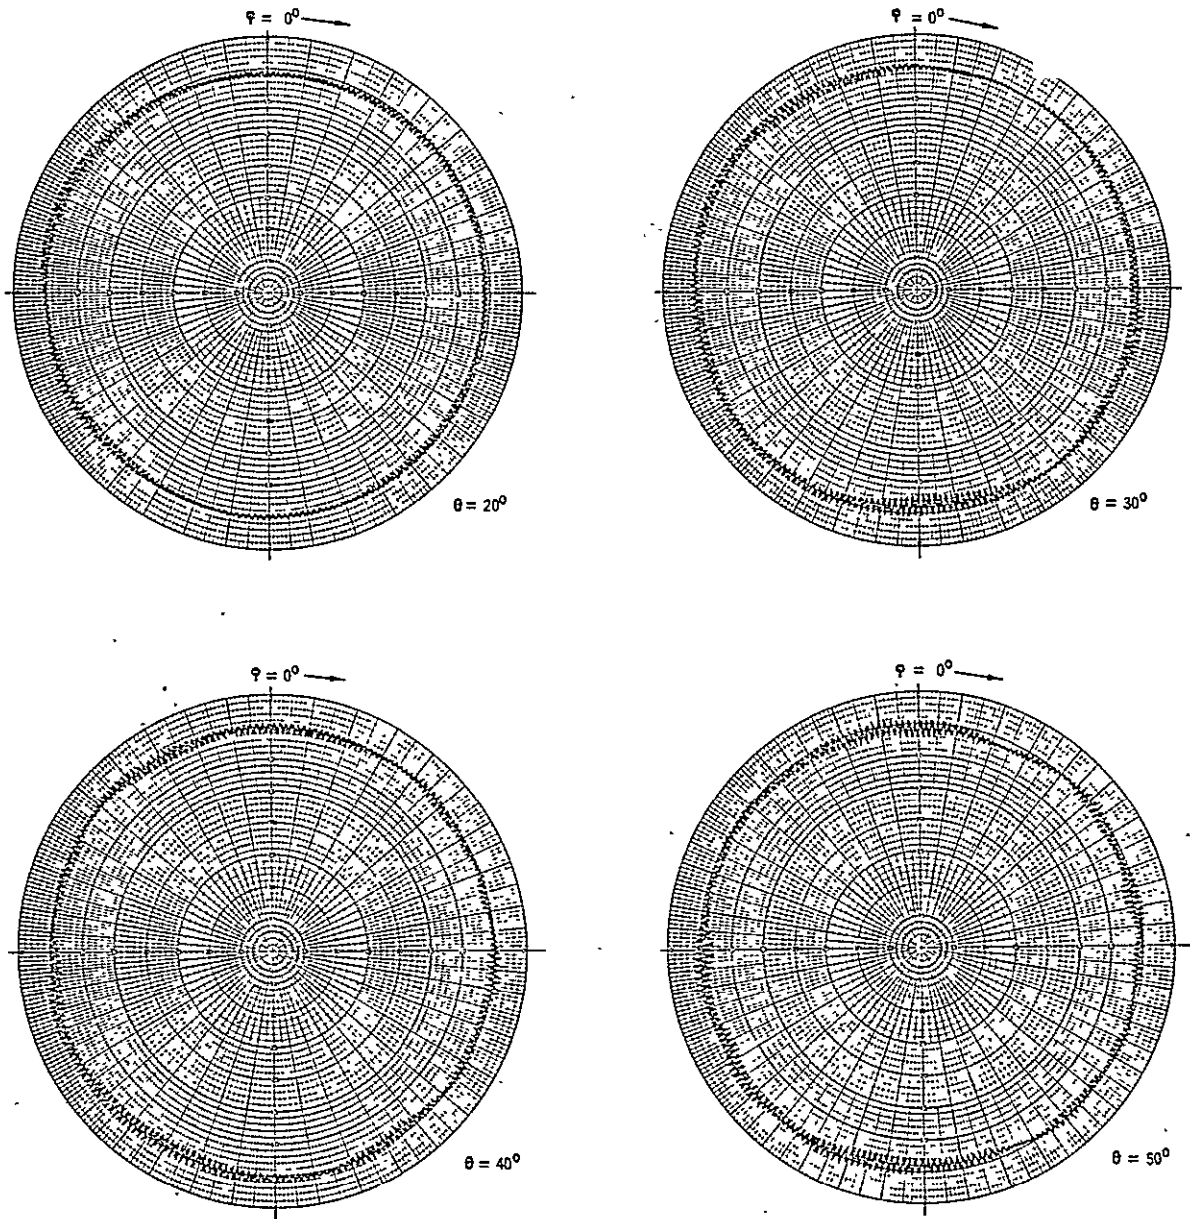 φ = 0°
φ = 0°
θ = 20°
θ = 30°
φ = 0°
φ = 0°
θ = 40°
θ = 50°